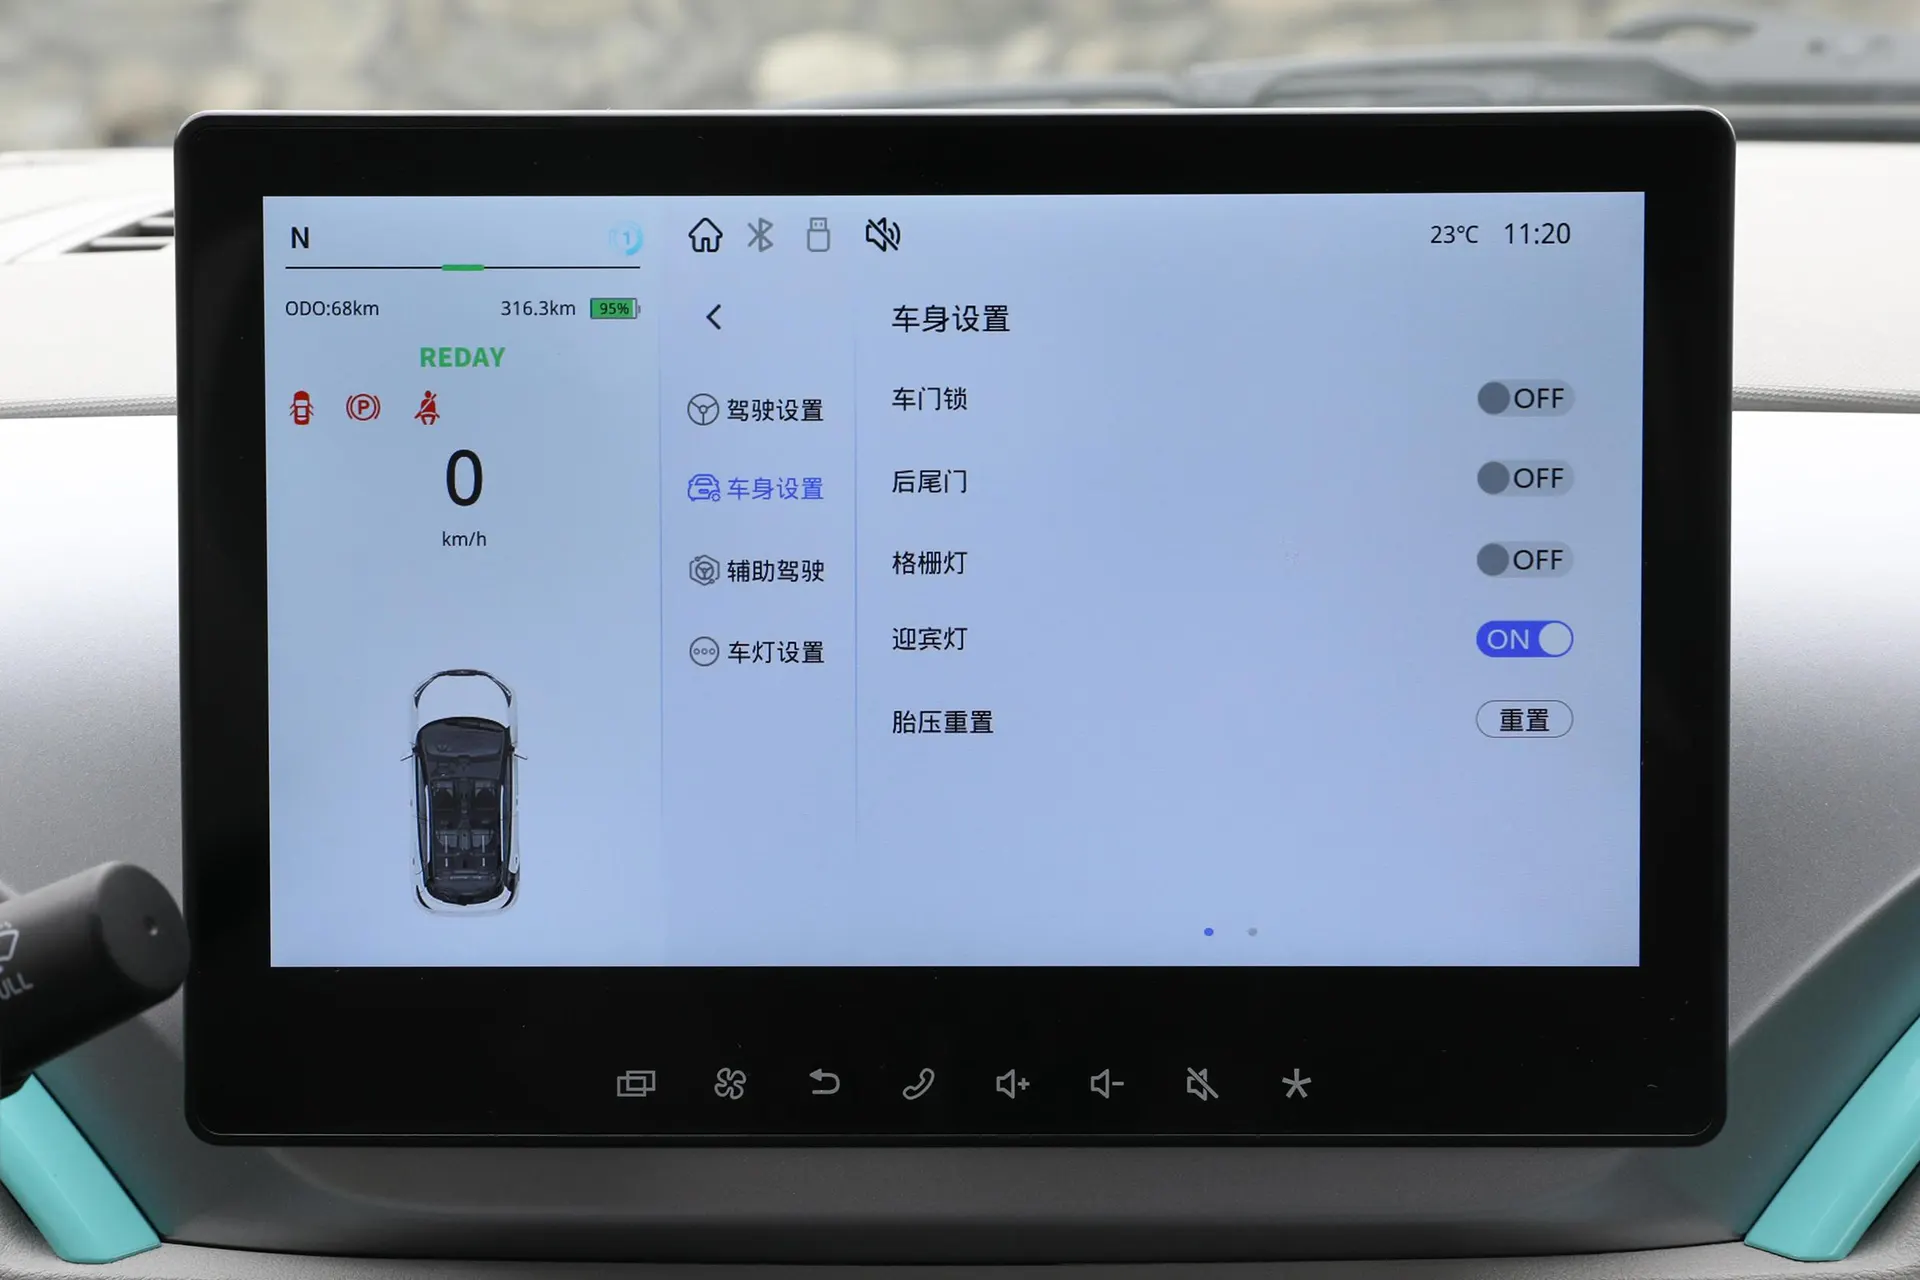 N
1
23℃ 11:20
ODO:68km 316.3km 95%
REDAY
P
0
km/h
驾驶设置
车身设置
辅助驾驶
车灯设置
车身设置
车门锁 OFF
后尾门 OFF
格栅灯 OFF
迎宾灯 ON
胎压重置 重置